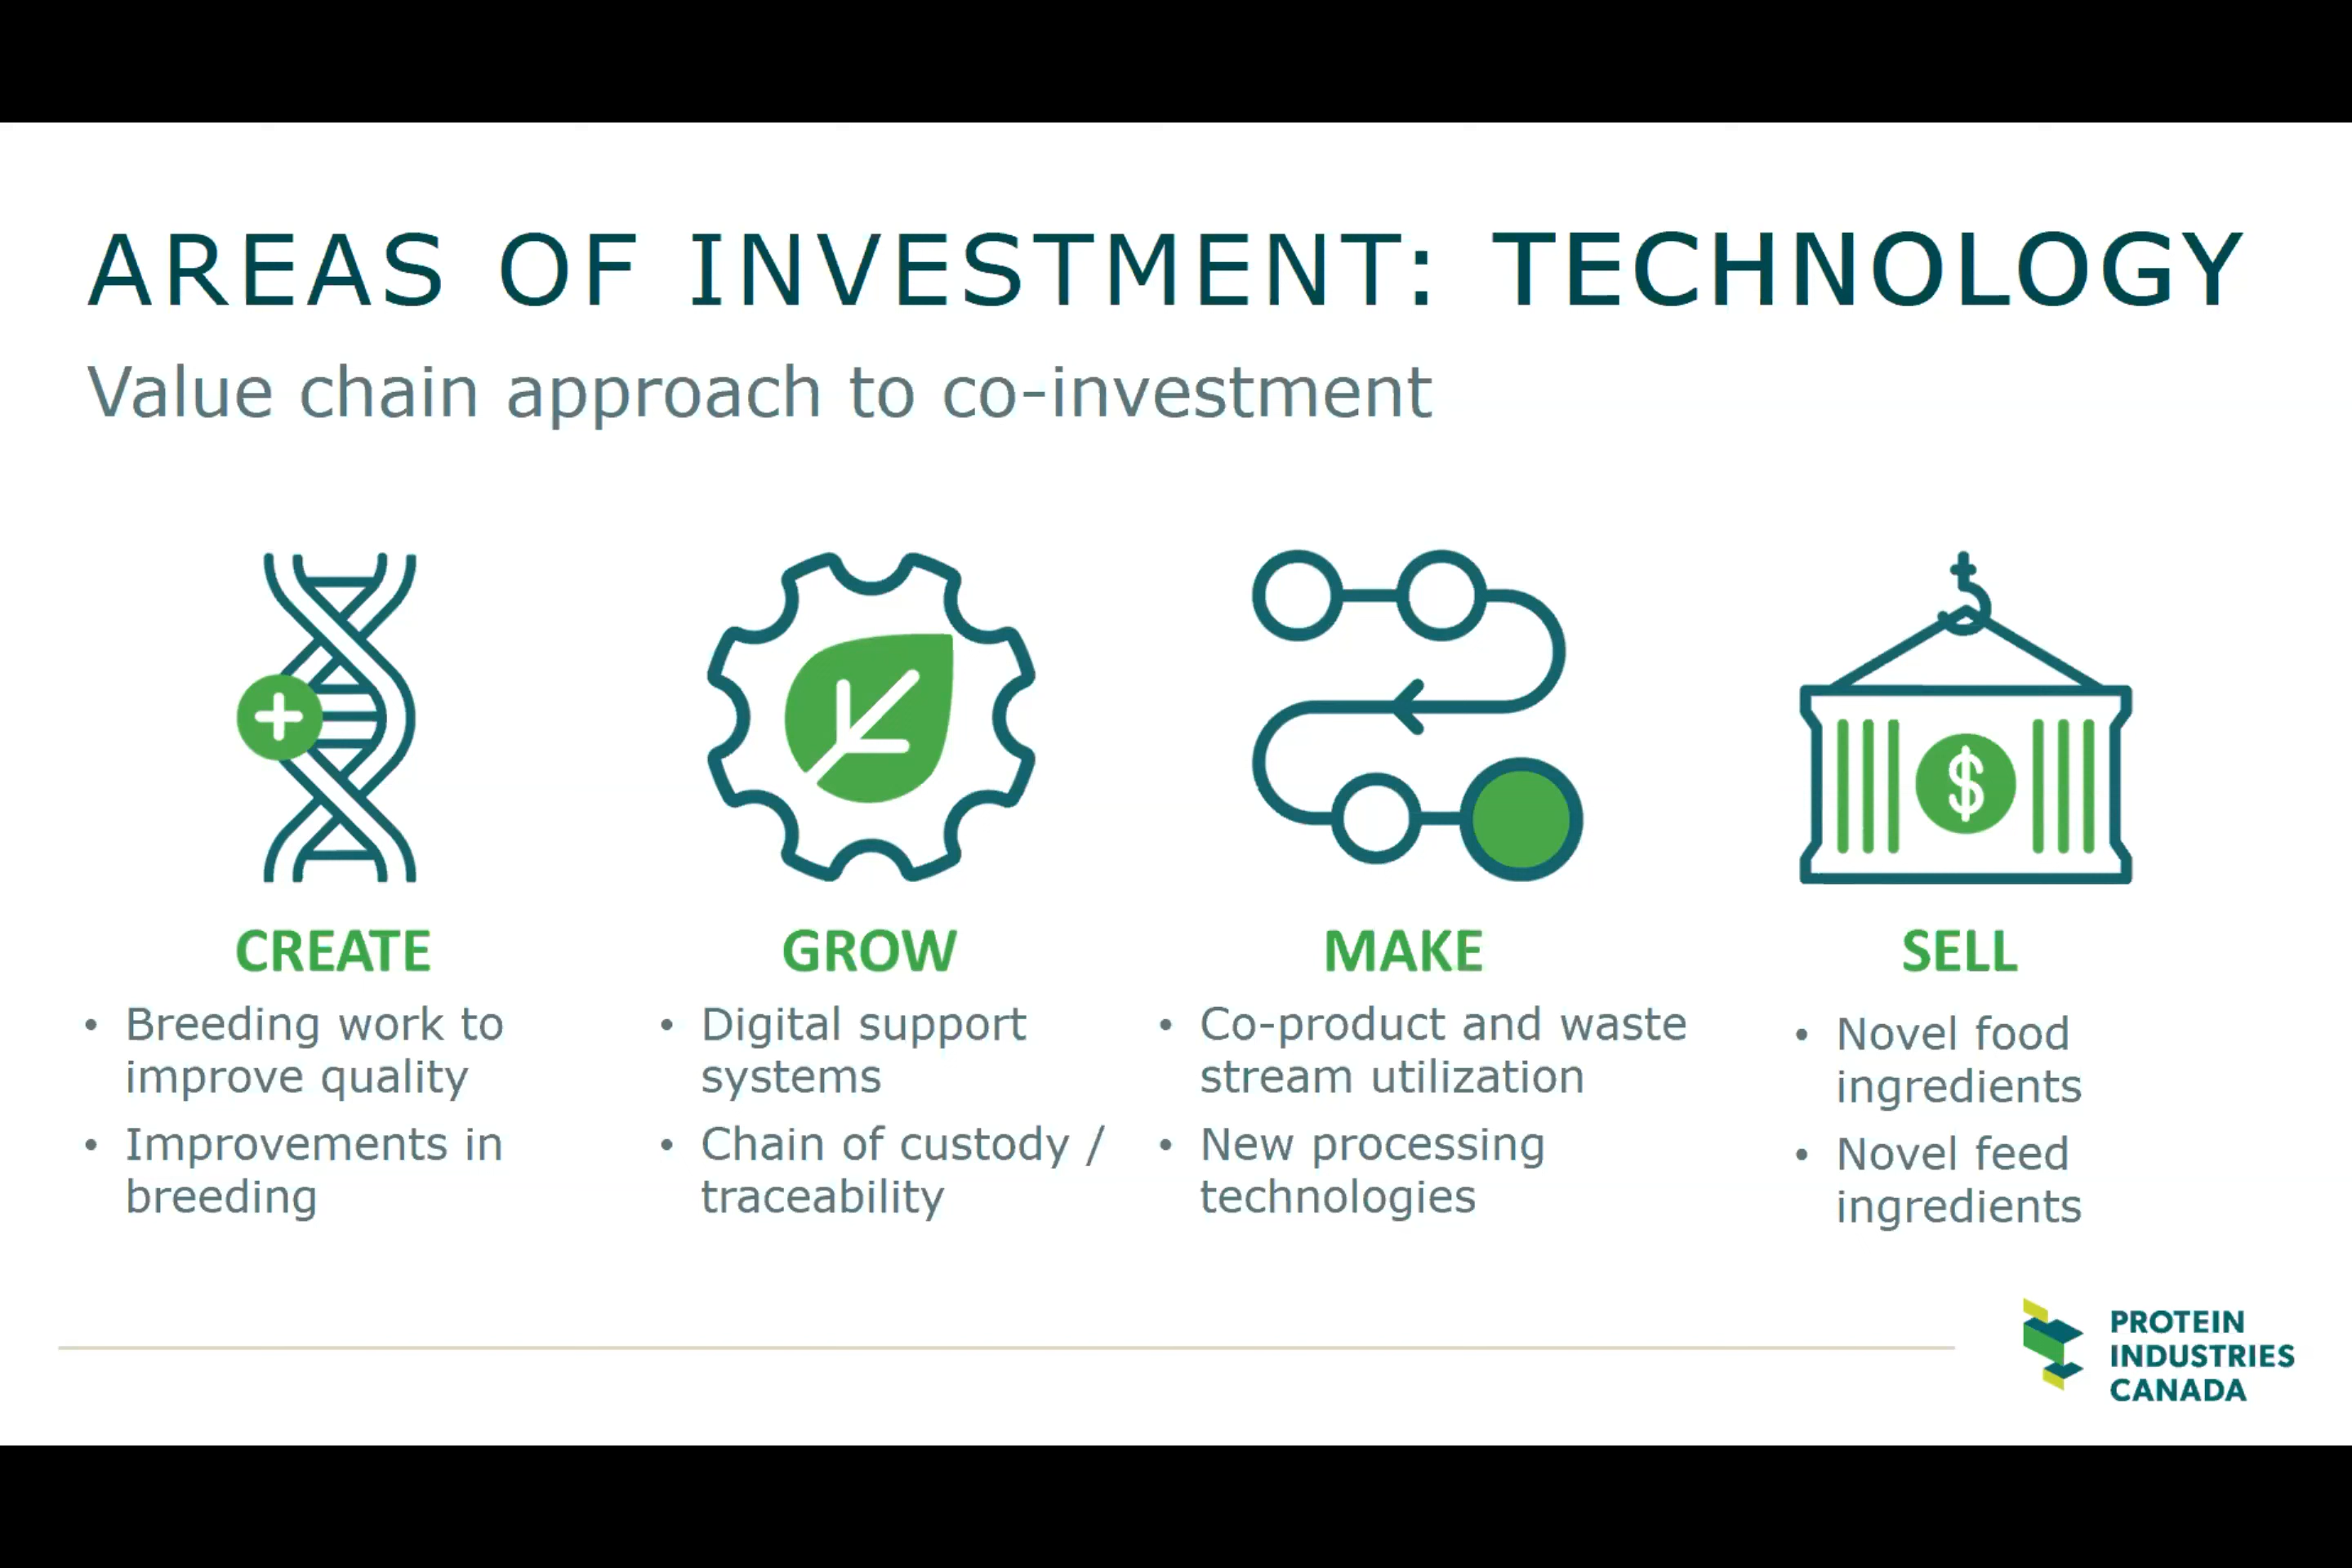 AREAS OF INVESTMENT: TECHNOLOGY
Value chain approach to co-investment
$
CREATE
• Breeding work to
improve quality
• Improvements in
breeding
GROW
• Digital support
systems
• Chain of custody /
traceability
MAKE
• Co-product and waste
stream utilization
• New processing
technologies
SELL
• Novel food
ingredients
• Novel feed
ingredients
PROTEIN
INDUSTRIES
CANADA